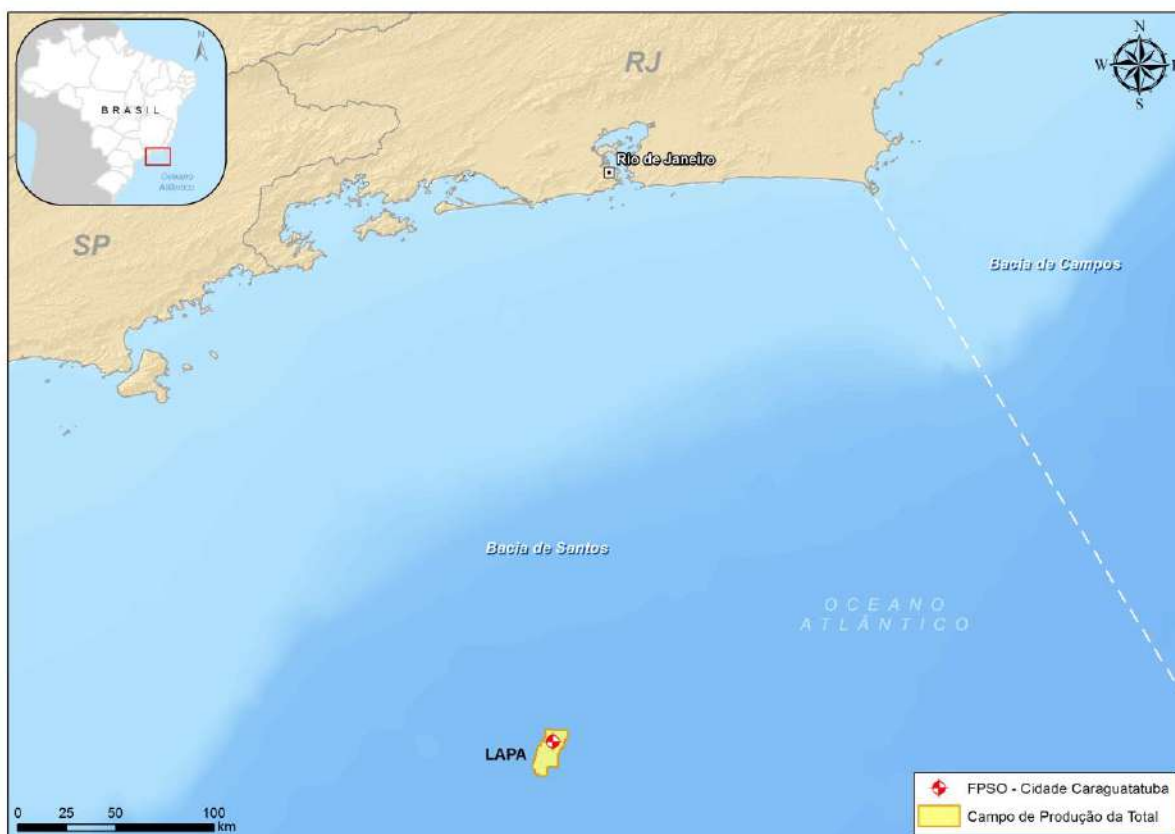 N
BRASIL
Oceano
Atlântico
RJ
N
W
E
S
Rio de Janeiro
SP
Bacia de Campos
Bacia de Santos
OCEANO
ATLÂNTICO
LAPA
0 25 50 100
km
FPSO - Cidade Caraguatatuba
Campo de Produção da Total